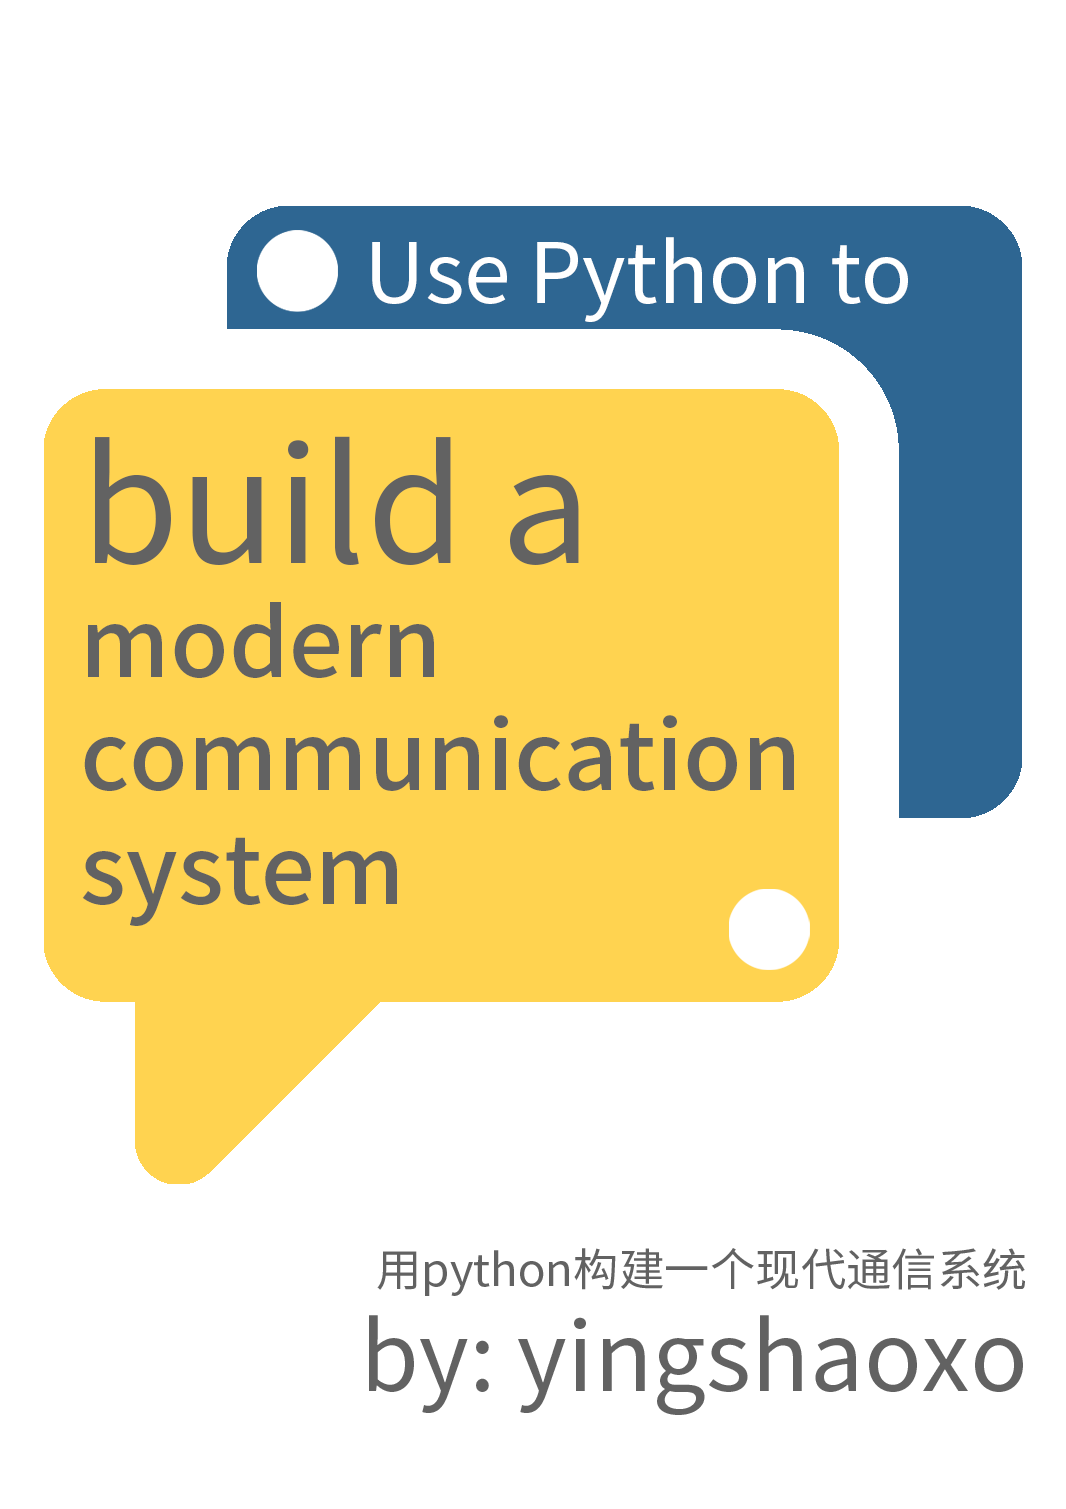 Use Python to
build a
modern
communication
system
用python构建一个现代通信系统
by: yingshaoxo